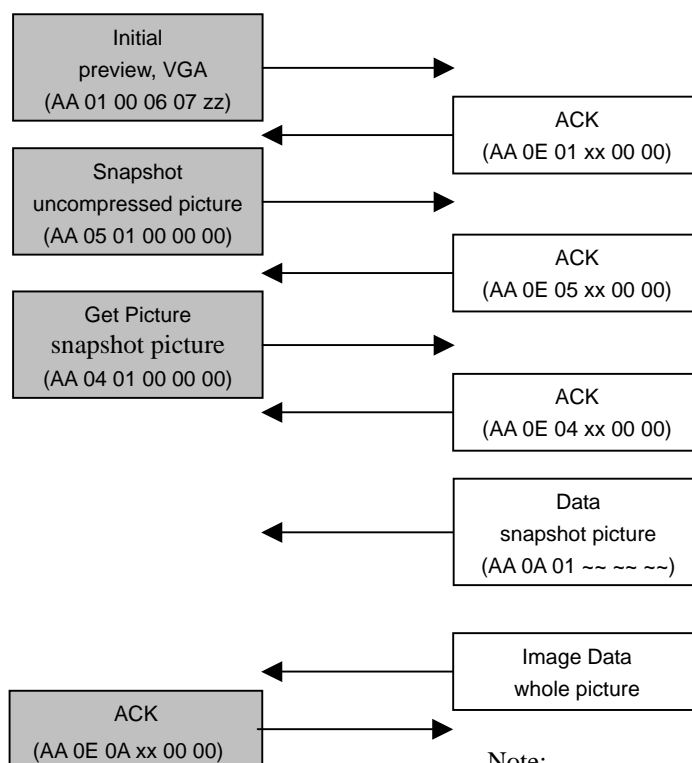 Initial
preview, VGA
(AA 01 00 06 07 zz)
ACK
(AA 0E 01 xx 00 00)
Snapshot
uncompressed picture
(AA 05 01 00 00 00)
ACK
(AA 0E 05 xx 00 00)
Get Picture
snapshot picture
(AA 04 01 00 00 00)
ACK
(AA 0E 04 xx 00 00)
Data
snapshot picture
(AA 0A 01 ~~ ~~ ~~)
Image Data
whole picture
ACK
(AA 0E 0A xx 00 00)
Note: